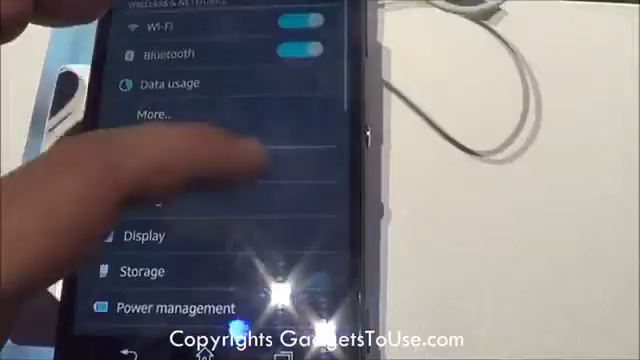 WIRELESS & NETWORKS
Wi-Fi
Bluetooth
Data usage
More..
Display
Storage
Power management
Copyrights GadgetsToUse.com